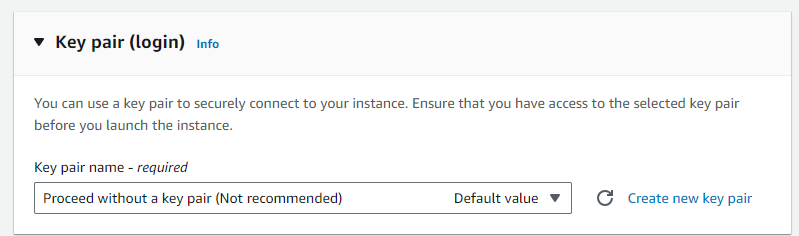 Key pair (login) Info
You can use a key pair to securely connect to your instance. Ensure that you have access to the selected key pair
before you launch the instance.
Key pair name - required
Proceed without a key pair (Not recommended) Default value Create new key pair